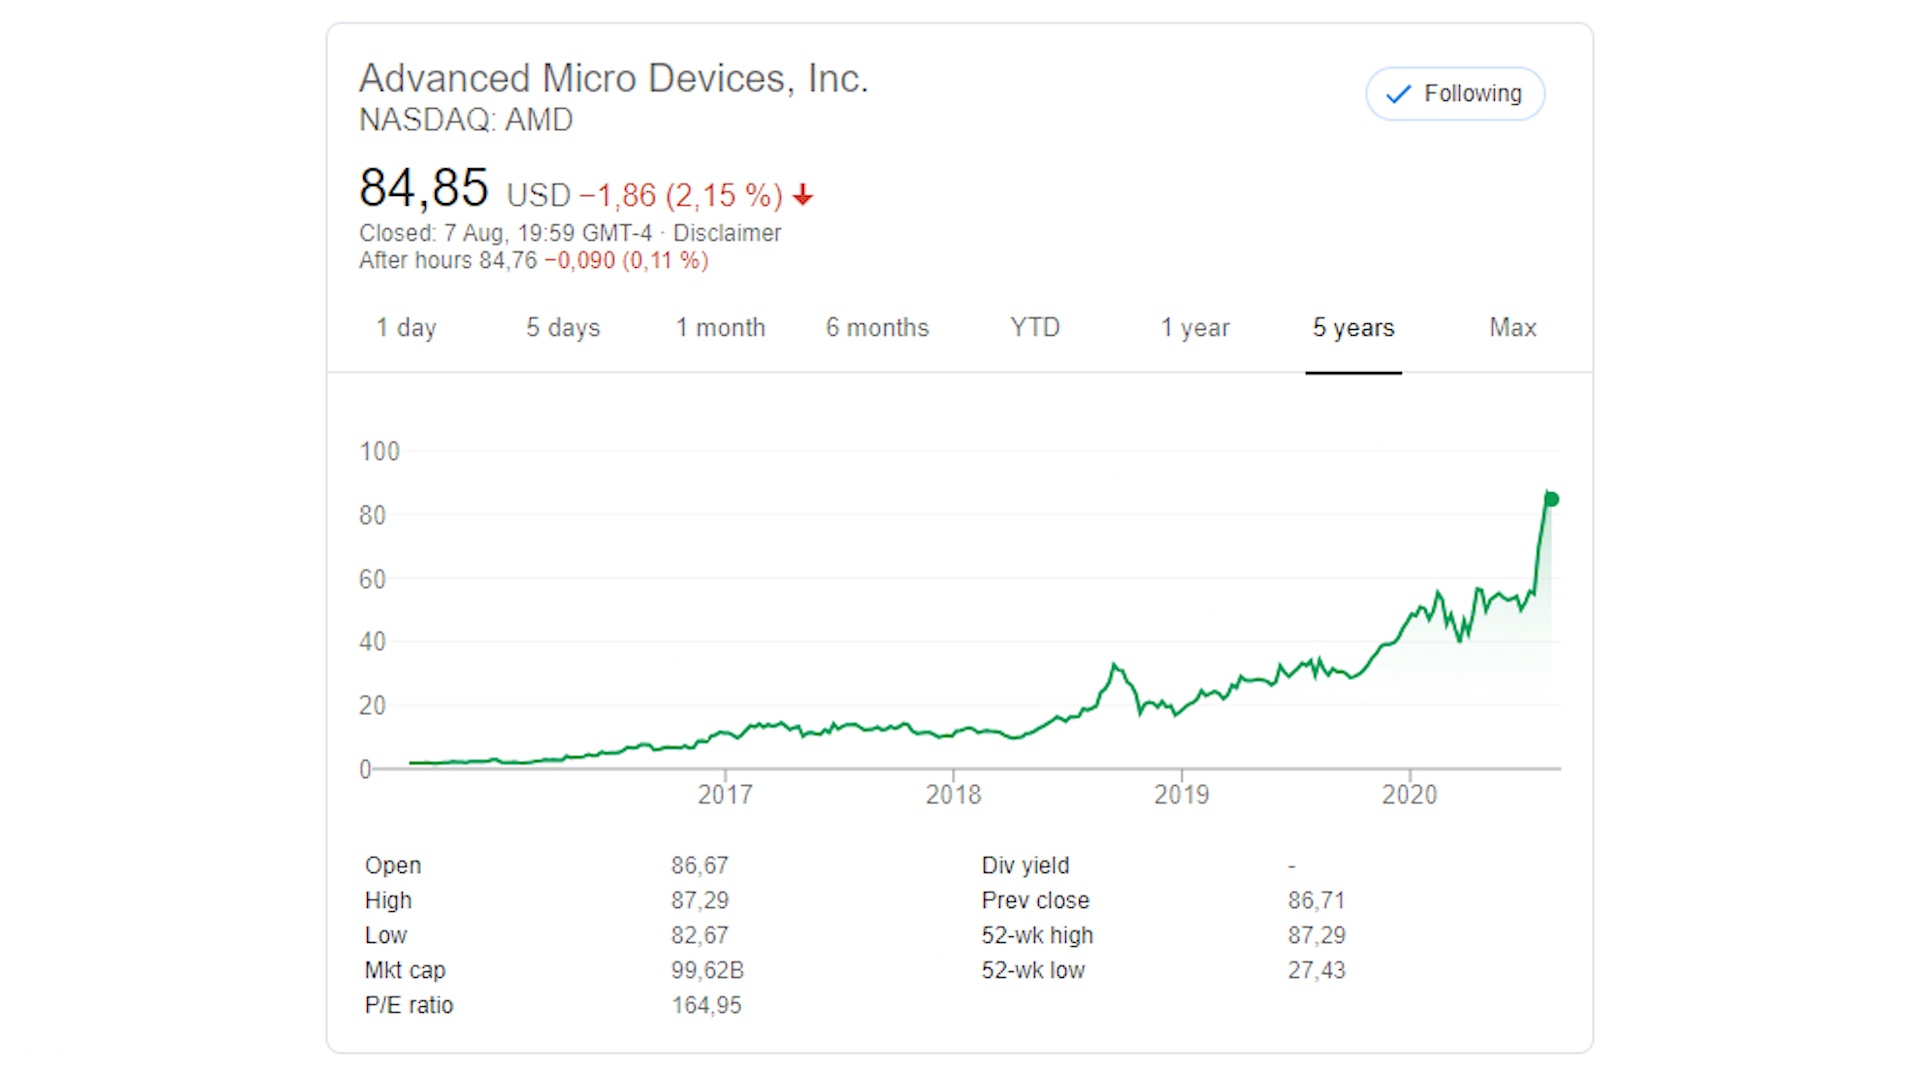 Advanced Micro Devices, Inc.
NASDAQ: AMD
Following
84,85 USD −1,86 (2,15 %)
Closed: 7 Aug, 19:59 GMT-4 · Disclaimer
After hours 84,76 −0,090 (0,11 %)
1 day 5 days 1 month 6 months YTD 1 year 5 years Max
100
80
60
40
20
0
2017 2018 2019 2020
Open 86,67 Div yield -
High 87,29 Prev close 86,71
Low 82,67 52-wk high 87,29
Mkt cap 99,62B 52-wk low 27,43
P/E ratio 164,95